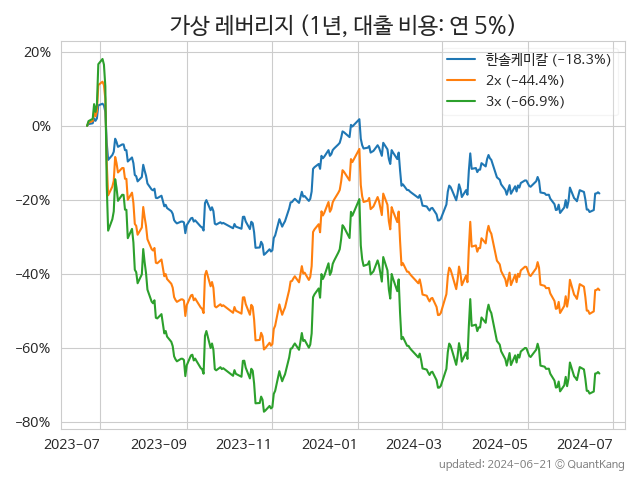 가상 레버리지 (1년, 대출 비용: 연 5%)
한솔케미칼 (-18.3%)
2x (-44.4%)
3x (-66.9%)
20%
0%
-20%
-40%
-60%
-80%
2023-07 2023-09 2023-11 2024-01 2024-03 2024-05 2024-07
updated: 2024-06-21 © QuantKang